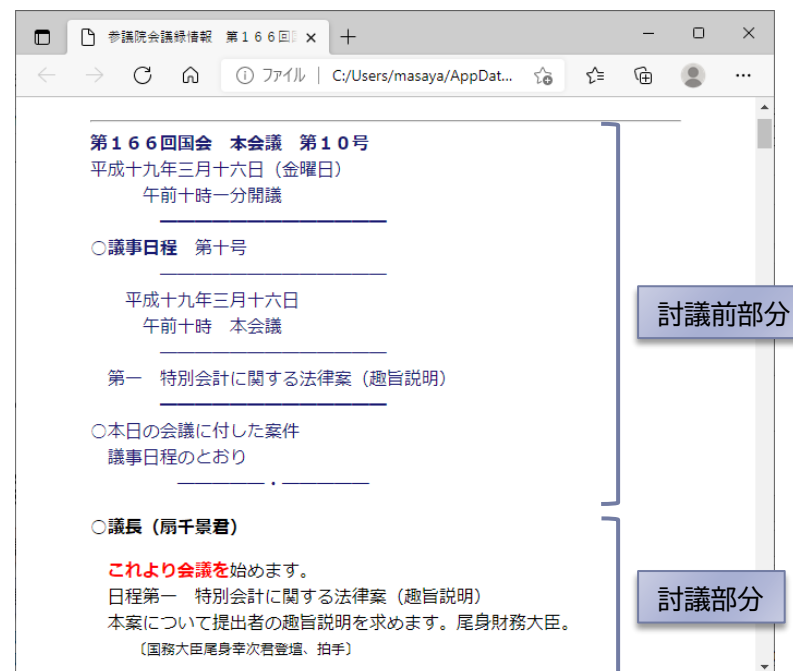 参議院会議録情報　第１６６回
ファイル
C:/Users/masaya/AppDat...
第１６６回国会　本会議　第１０号
平成十九年三月十六日（金曜日）
午前十時一分開議
○議事日程　第十号
平成十九年三月十六日
午前十時　本会議
第一　特別会計に関する法律案（趣旨説明）
○本日の会議に付した案件
議事日程のとおり
―――――・―――――
討議前部分
○議長（扇千景君）
これより会議を始めます。
日程第一　特別会計に関する法律案（趣旨説明）
本案について提出者の趣旨説明を求めます。尾身財務大臣。
〔国務大臣尾身幸次君登壇、拍手〕
討議部分